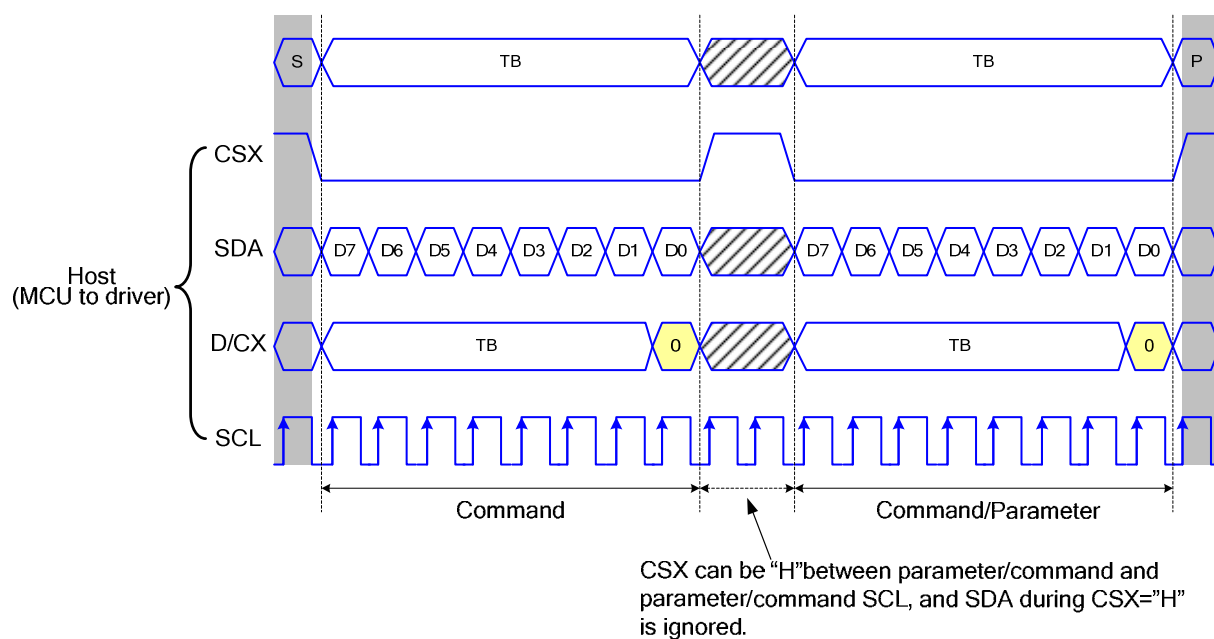 S TB TB P
CSX
SDA D7 D6 D5 D4 D3 D2 D1 D0 D7 D6 D5 D4 D3 D2 D1 D0
Host
(MCU to driver)
D/CX TB 0 TB 0
SCL
Command Command/Parameter
CSX can be “H”between parameter/command and
parameter/command SCL, and SDA during CSX=”H”
is ignored.